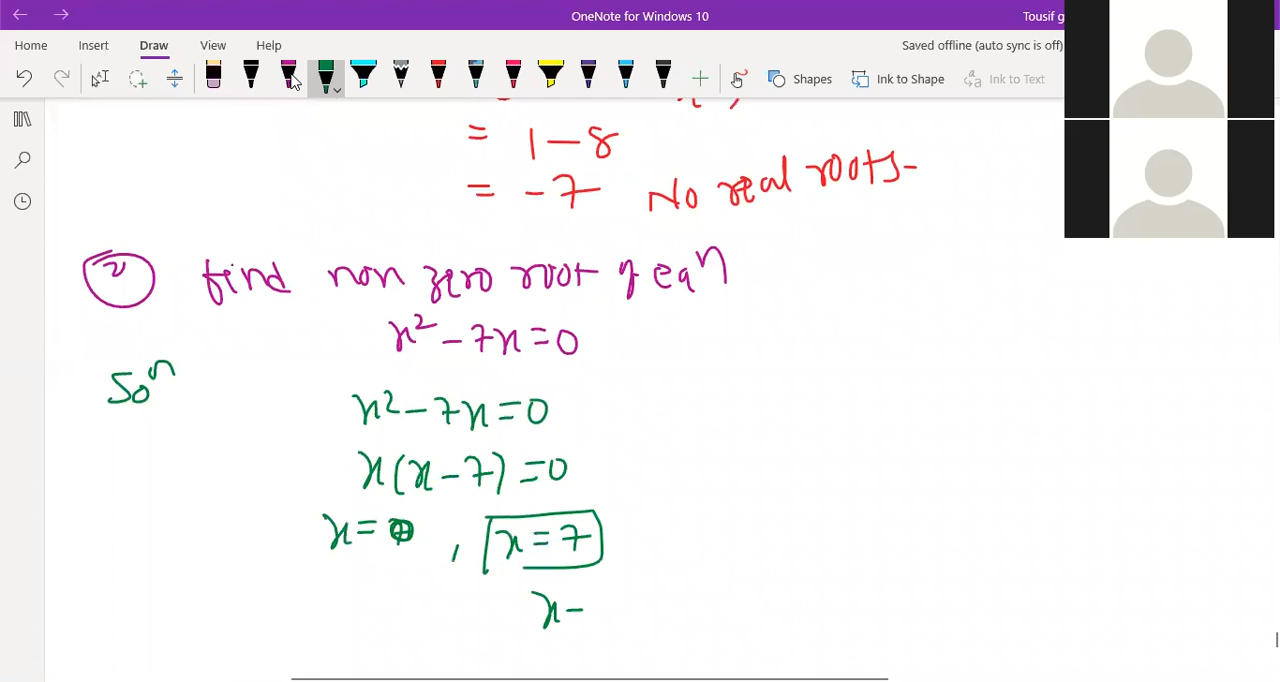 OneNote for Windows 10
Tousif g
Home Insert Draw View Help
Saved offline (auto sync is off)
Shapes Ink to Shape Ink to Text
= 1 - 8
= -7 No real roots-
find non zero root of eqⁿ
x² - 7x = 0
Soⁿ
x² - 7x = 0
x(x - 7) = 0
x = 0 , x = 7
x -